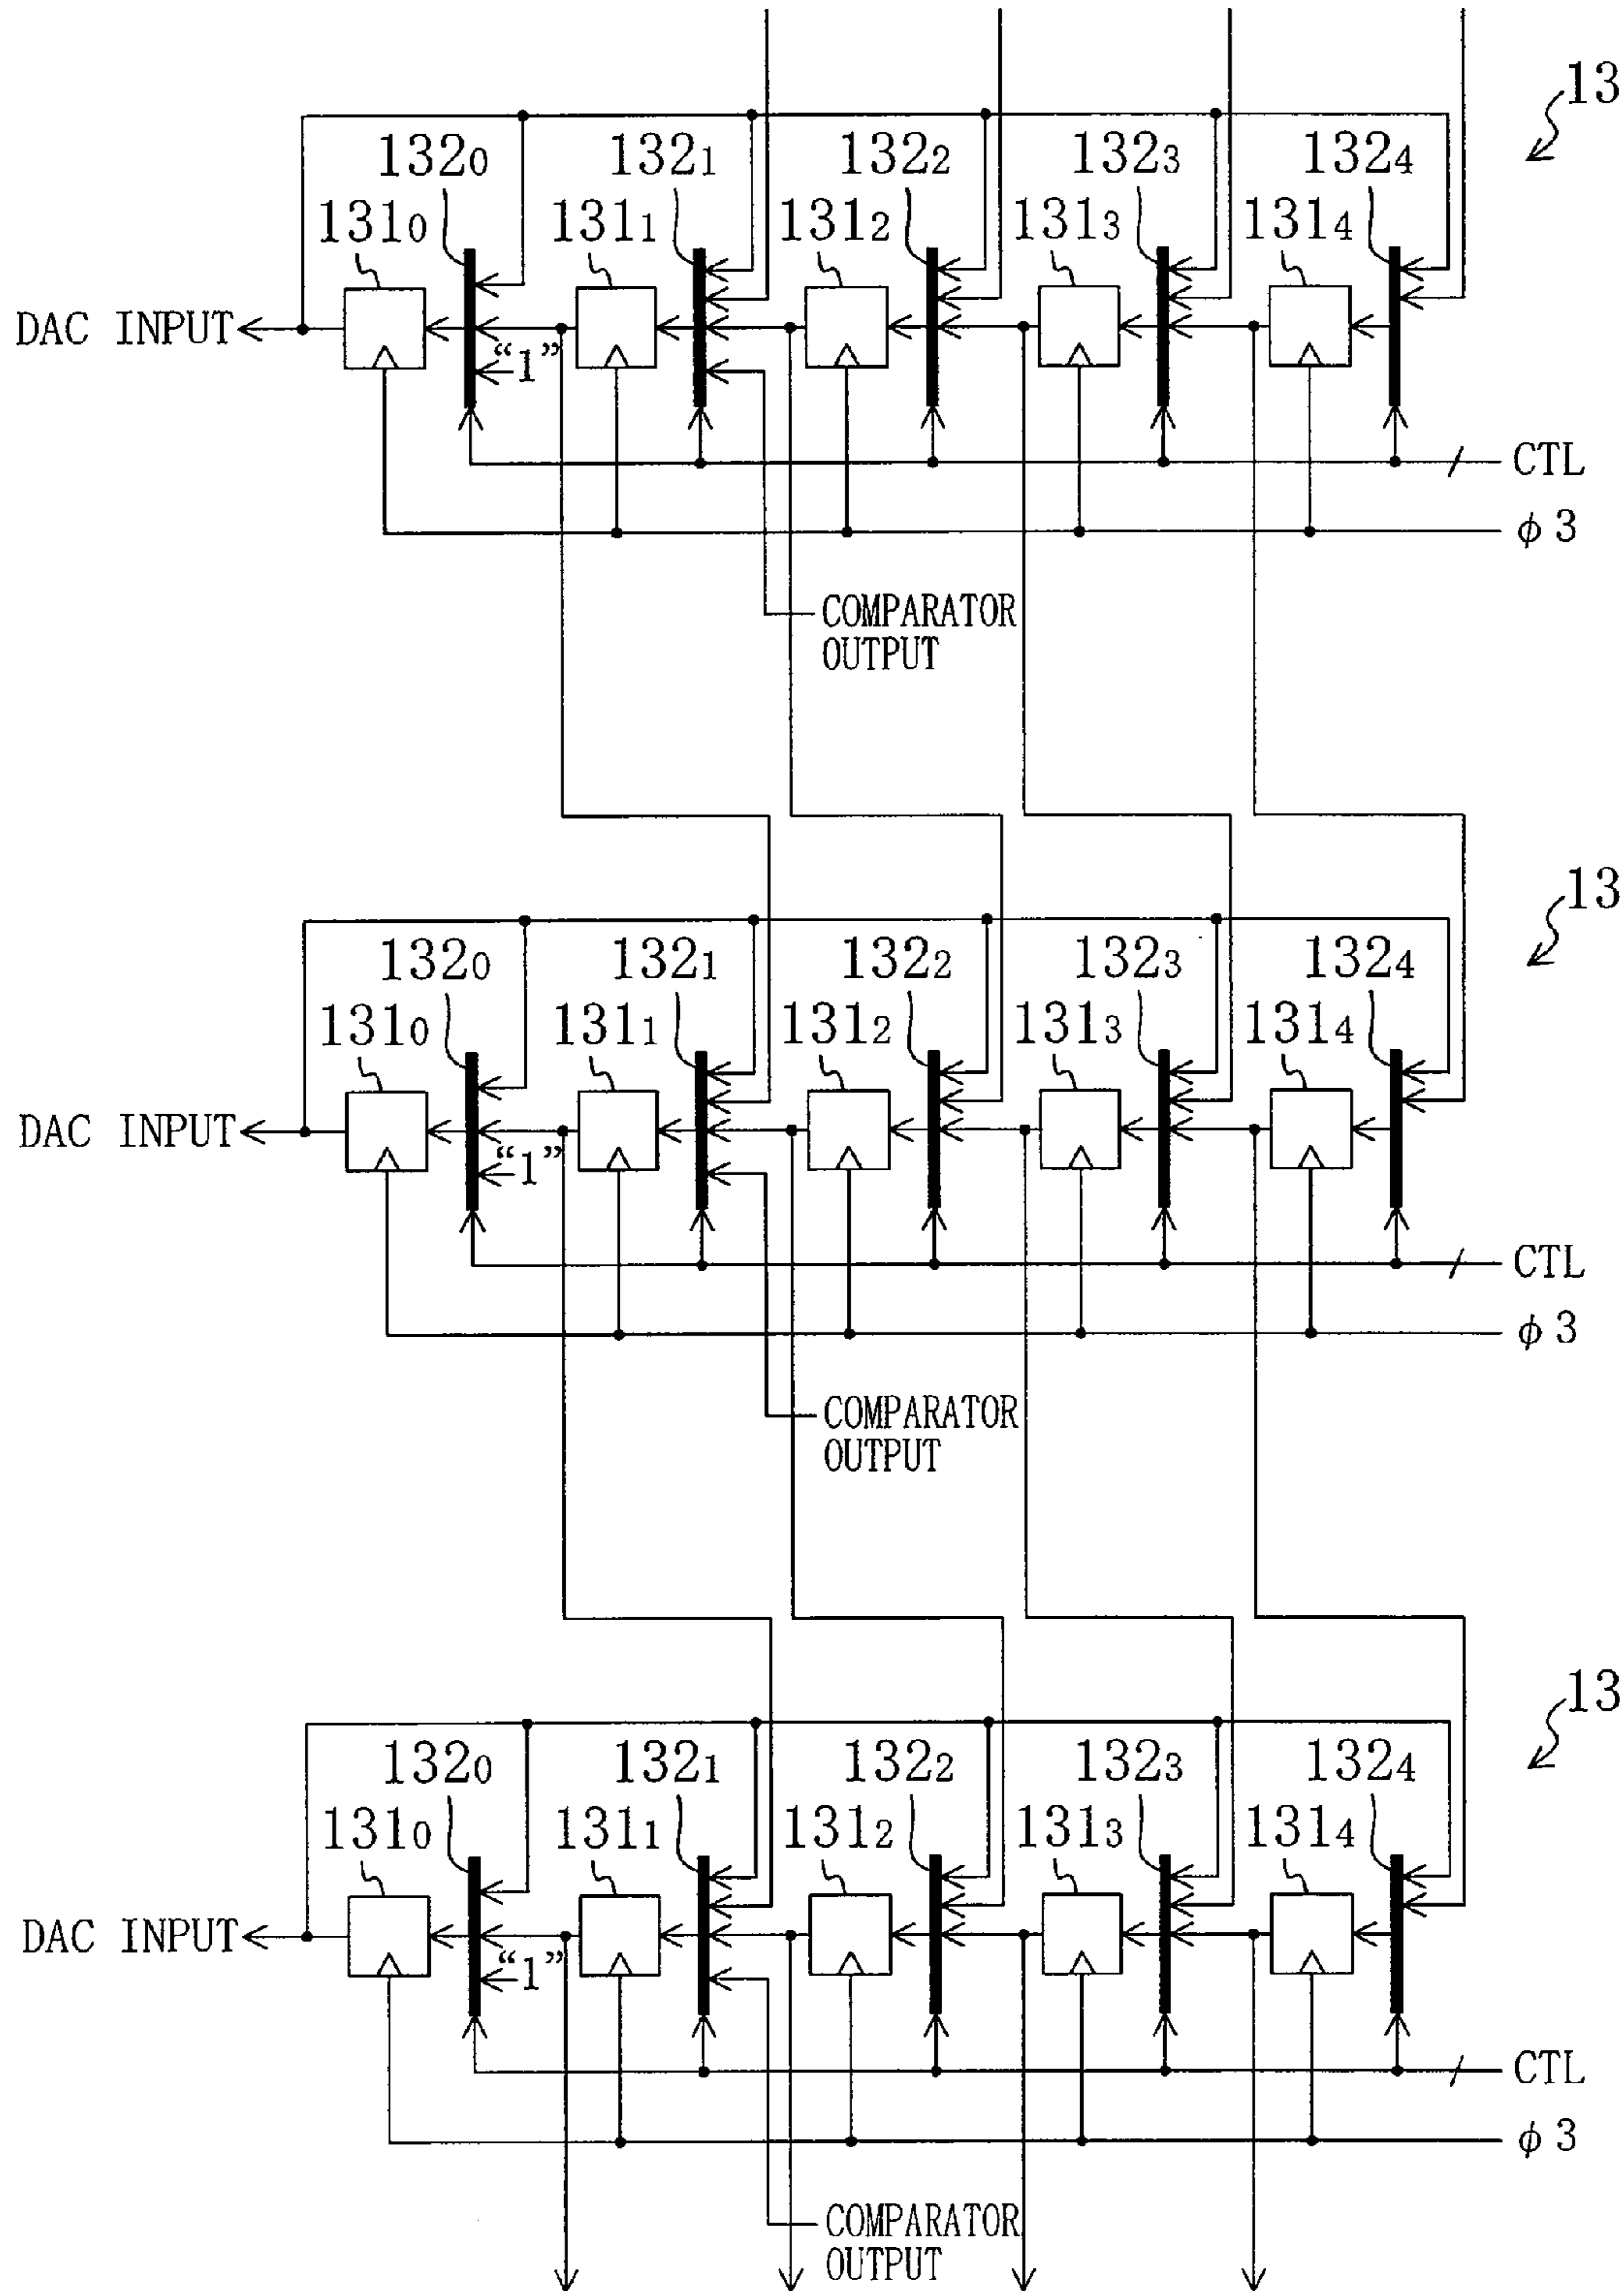 13
132₀ 132₁ 132₂ 132₃ 132₄
131₀ 131₁ 131₂ 131₃ 131₄
DAC INPUT
“1”
CTL
φ3
COMPARATOR
OUTPUT
13
132₀ 132₁ 132₂ 132₃ 132₄
131₀ 131₁ 131₂ 131₃ 131₄
DAC INPUT
“1”
CTL
φ3
COMPARATOR
OUTPUT
13
132₀ 132₁ 132₂ 132₃ 132₄
131₀ 131₁ 131₂ 131₃ 131₄
DAC INPUT
“1”
CTL
φ3
COMPARATOR
OUTPUT